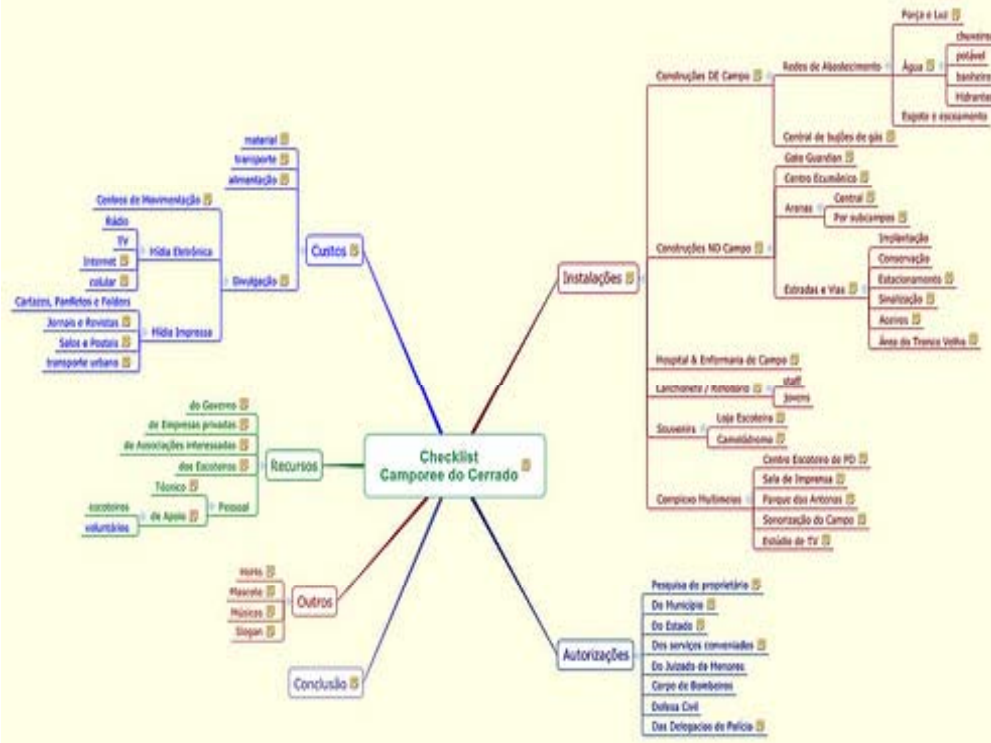 Checklist
Camporee do Cerrado
Custos
material
transporte
alimentação
Divulgação
Centros de Movimentação
Mídia Eletrônica
Rádio
TV
Internet
celular
Mídia Impressa
Cartazes, Panfletos e Folders
Jornais e Revistas
Selos e Postais
transporte urbano
Recursos
do Governo
de Empresas privadas
de Associações interessadas
dos Escoteiros
Pessoal
Técnico
de Apoio
escoteiros
voluntários
Outros
Mascote
Músicas
Slogan
Conclusão
Instalações
Construções DE Campo
Redes de Abastecimento
Força e Luz
Água
chuveiros
potável
banheiro
Hidrantes
Esgoto e escoamento
Central de bujões de gás
Construções NO Campo
Gate Guardian
Centro Ecumênico
Arenas
Central
Por subcampos
Estradas e Vias
Implantação
Conservação
Estacionamento
Sinalização
Aceiros
Área do Tronco Velho
Hospital & Enfermaria de Campo
Lanchonete / Refeitório
staff
Jovens
Souvenirs
Loja Escoteira
Camelódromo
Complexo Multimeios
Centro Escoteiro de PD
Sala de Imprensa
Parque das Antenas
Sonorização do Campo
Estúdio de TV
Autorizações
Pesquisa do proprietário
Do Município
Do Estado
Dos serviços conveniados
Do Juizado de Menores
Corpo de Bombeiros
Defesa Civil
Das Delegacias de Polícia